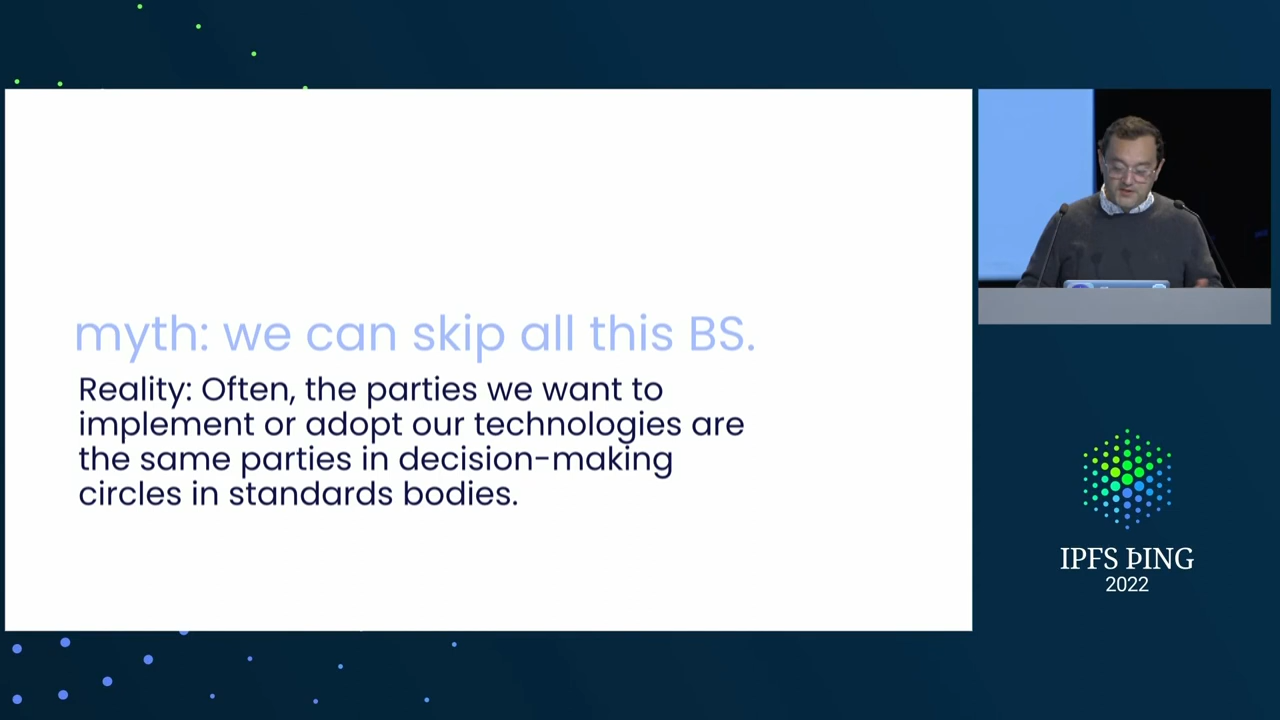 myth: we can skip all this BS.
Reality: Often, the parties we want to
implement or adopt our technologies are
the same parties in decision-making
circles in standards bodies.
IPFS ÞING
2022